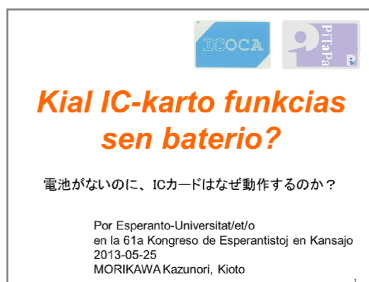 ICOCA
PiTaPa
Kial IC-karto funkcias
sen baterio?
電池がないのに、ICカードはなぜ動作するのか？
Por Esperanto-Universitat/et/o
en la 61a Kongreso de Esperantistoj en Kansajo
2013-05-25
MORIKAWA Kazunori, Kioto
1